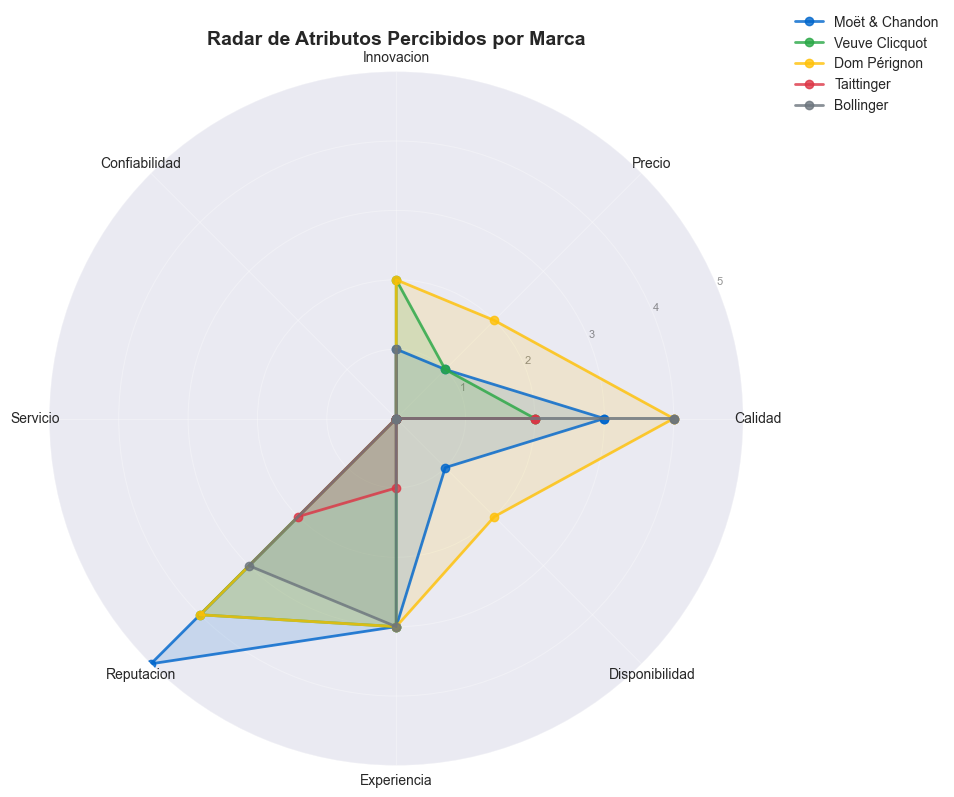 Radar de Atributos Percibidos por Marca
Moët & Chandon
Veuve Clicquot
Dom Pérignon
Taittinger
Bollinger
Innovacion
Confiabilidad
Precio
5
4
3
2
1
Servicio
Calidad
Reputacion
Disponibilidad
Experiencia